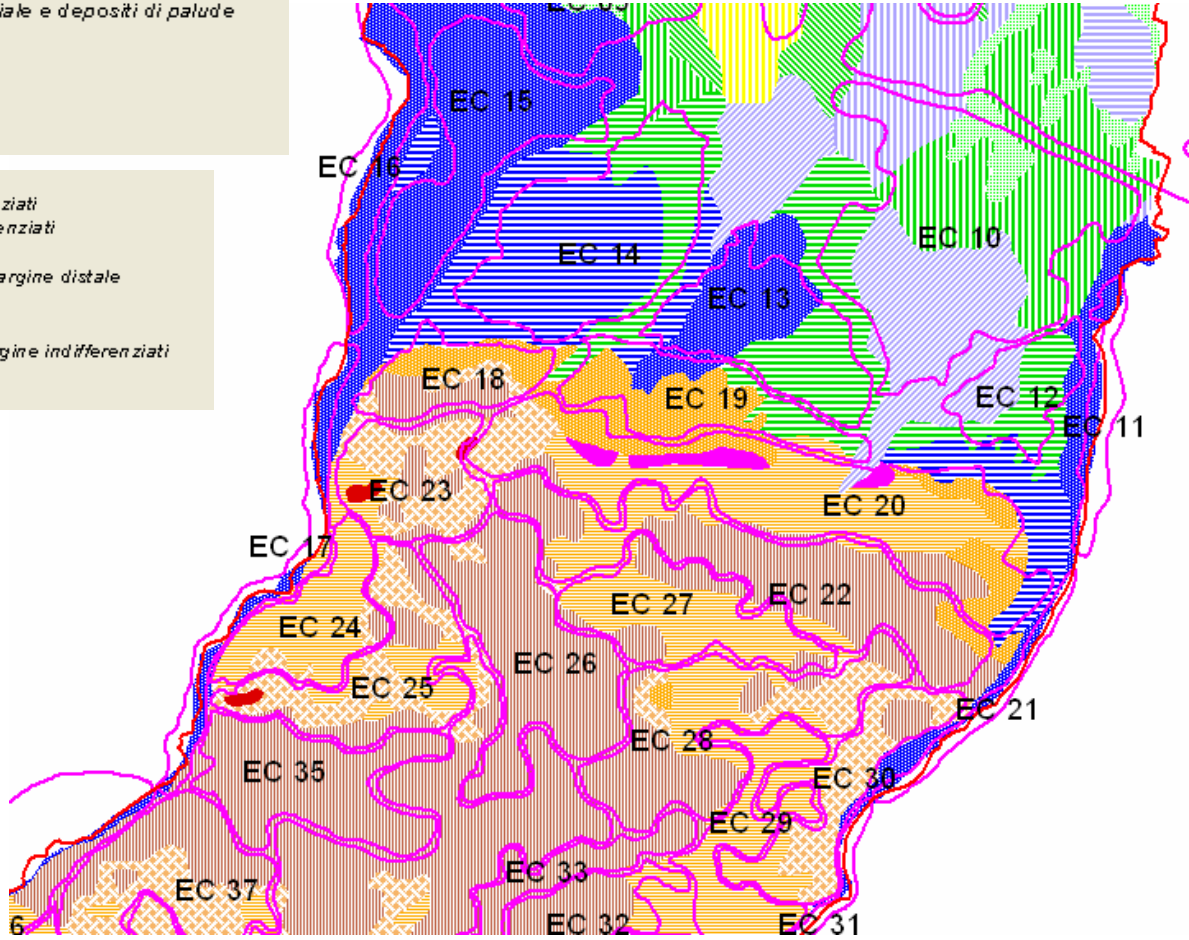 iale e depositi di palude
ziati
enziati
argine distale
gine indifferenziati
EC 15
EC 16
EC 14
EC 10
EC 13
EC 18
EC 19
EC 12
EC 11
EC 23
EC 20
EC 17
EC 22
EC 27
EC 24
EC 26
EC 25
EC 21
EC 28
EC 35
EC 30
EC 29
EC 33
EC 37
EC 32
EC 31
6